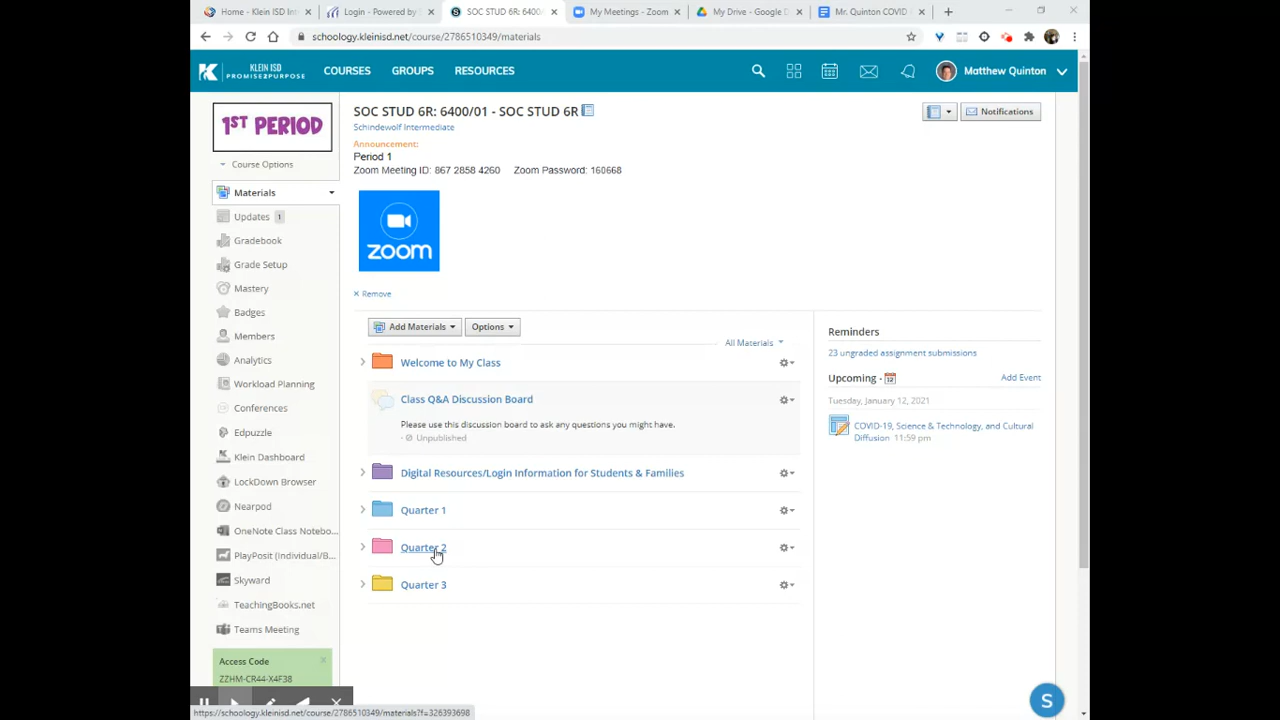 Home - Klein ISD Int
Login - Powered by
SOC STUD 6R: 6400/
My Meetings - Zoom
My Drive - Google D
Mr. Quinton COVID
schoology.kleinisd.net/course/2786510349/materials
KLEIN ISD
PROMISE2PURPOSE
COURSES
GROUPS
RESOURCES
Matthew Quinton
1ST PERIOD
Course Options
Materials
Updates 1
Gradebook
Grade Setup
Mastery
Badges
Members
Analytics
Workload Planning
Conferences
Edpuzzle
Klein Dashboard
LockDown Browser
Nearpod
OneNote Class Notebo...
PlayPosit (Individual/B...
Skyward
TeachingBooks.net
Teams Meeting
Access Code
ZZHM-CR44-X4F38
SOC STUD 6R: 6400/01 - SOC STUD 6R
Schindewolf Intermediate
Notifications
Announcement:
Period 1
Zoom Meeting ID: 867 2858 4260 Zoom Password: 160668
zoom
× Remove
Add Materials
Options
All Materials
Welcome to My Class
Class Q&A Discussion Board
Please use this discussion board to ask any questions you might have.
· Unpublished
Digital Resources/Login Information for Students & Families
Quarter 1
Quarter 2
Quarter 3
Reminders
23 ungraded assignment submissions
Upcoming · 12
Add Event
Tuesday, January 12, 2021
COVID-19, Science & Technology, and Cultural
Diffusion 11:59 pm
S
https://schoology.kleinisd.net/course/2786510349/materials?f=326393698